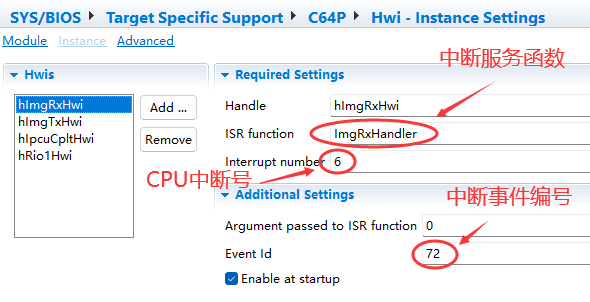 SYS/BIOS ▸ Target Specific Support ▸ C64P ▸ Hwi - Instance Settings
Module Instance Advanced
Hwis
hImgRxHwi
hImgTxHwi
hIpcuCpltHwi
hRio1Hwi
Add ...
Remove
Required Settings
中断服务函数
Handle hImgRxHwi
ISR function ImgRxHandler
Interrupt number 6
CPU中断号
Additional Settings
中断事件编号
Argument passed to ISR function 0
Event Id 72
Enable at startup